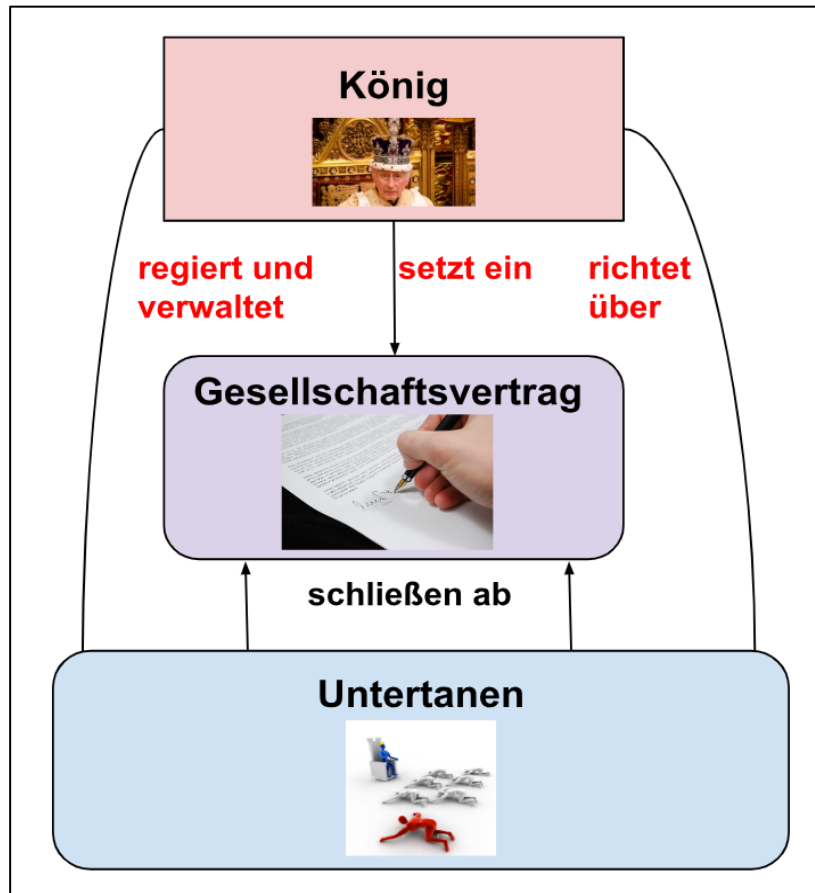 König
regiert und
verwaltet
setzt ein
richtet
über
Gesellschaftsvertrag
schließen ab
Untertanen